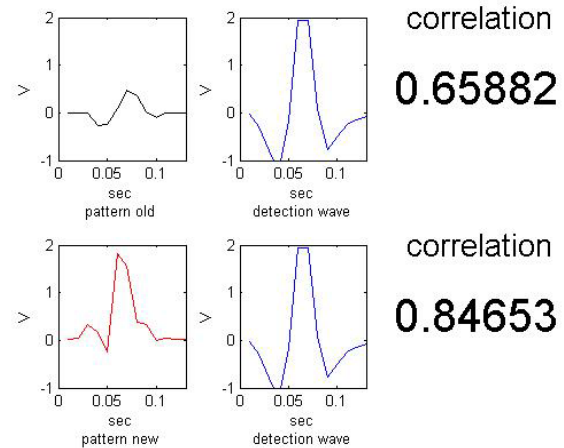 correlation
0.65882
2
1
0
-1
V
0
0.05
0.1
sec
pattern old
2
1
0
-1
V
0
0.05
0.1
sec
detection wave
correlation
0.84653
2
1
0
-1
V
0
0.05
0.1
sec
pattern new
2
1
0
-1
V
0
0.05
0.1
sec
detection wave